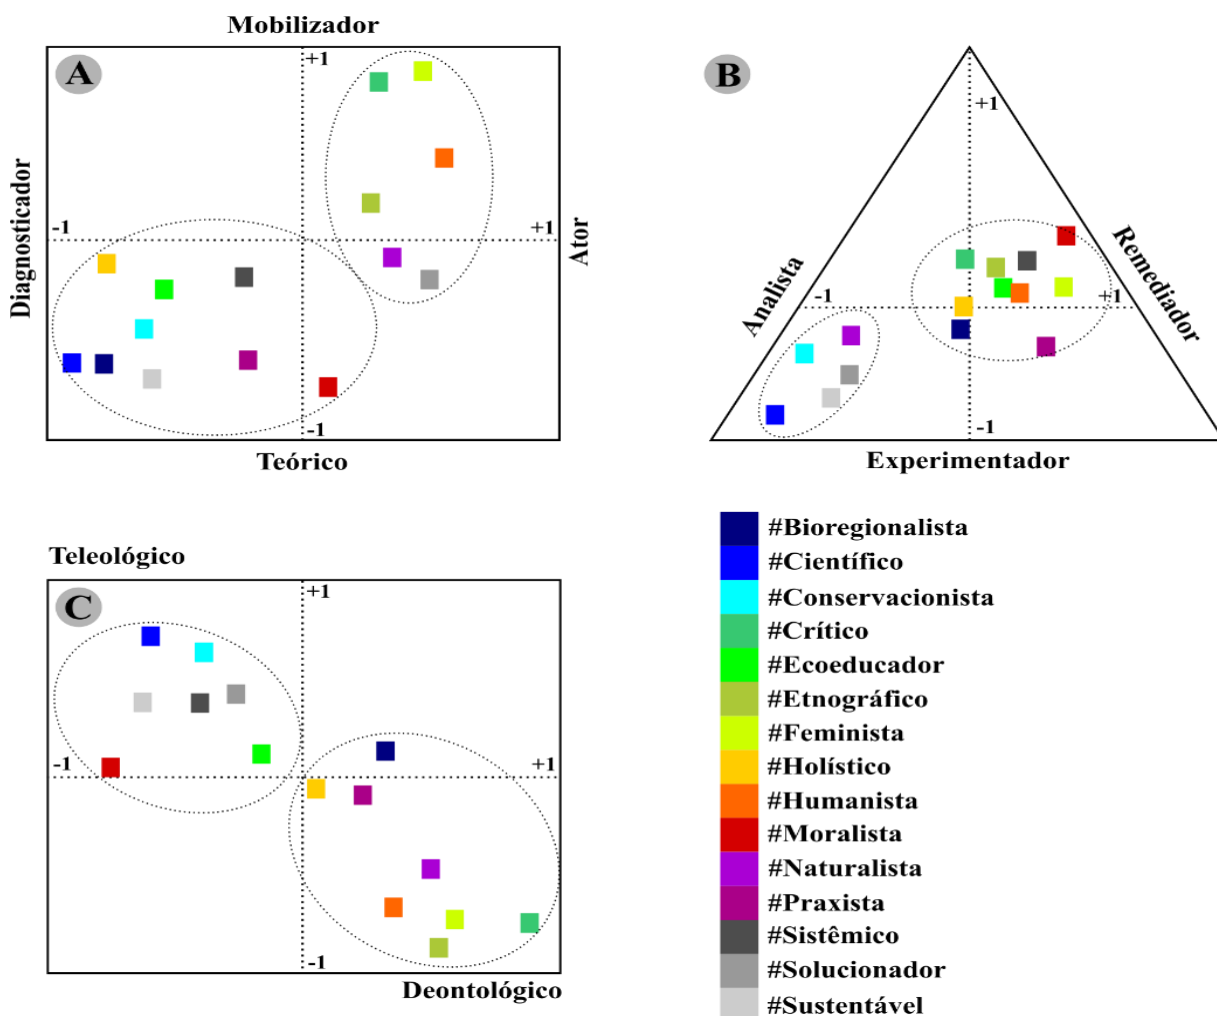 Mobilizador
A
+1
-1
+1
-1
Diagnosticador
Ator
Teórico
B
+1
-1
+1
-1
Analista
Remediador
Experimentador
Teleológico
C
+1
-1
+1
-1
Deontológico
#Bioregionalista
#Científico
#Conservacionista
#Crítico
#Ecoeducador
#Etnográfico
#Feminista
#Holístico
#Humanista
#Moralista
#Naturalista
#Praxista
#Sistêmico
#Solucionador
#Sustentável